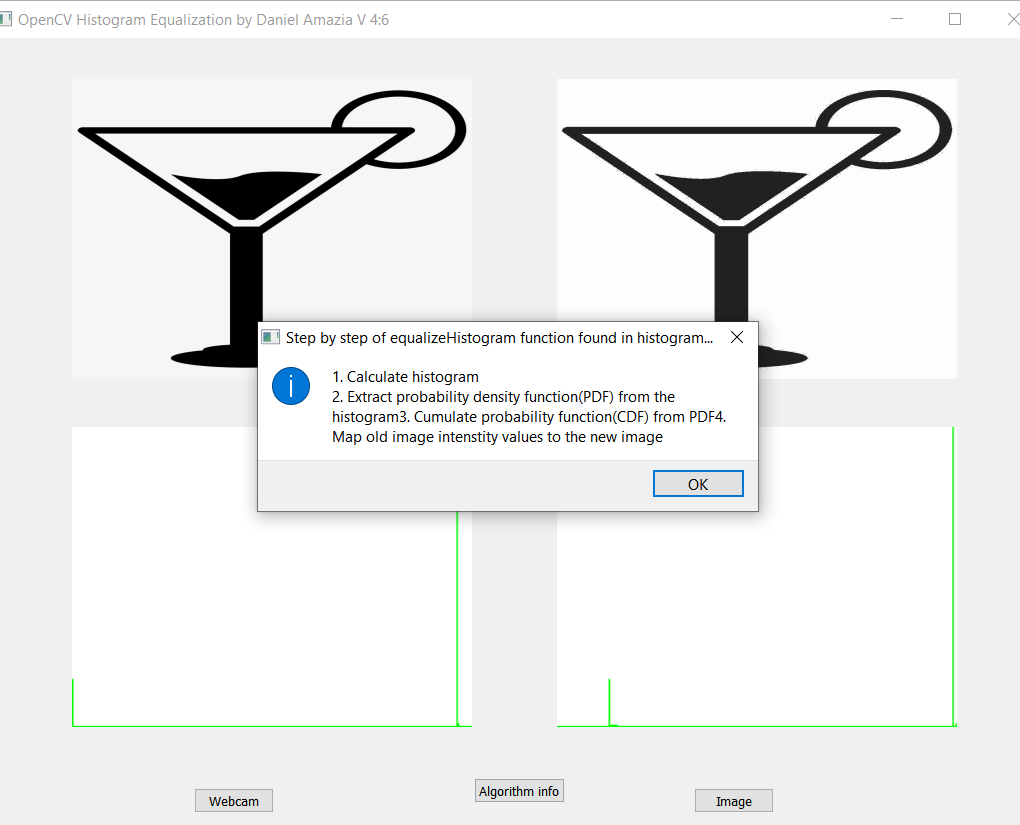 OpenCV Histogram Equalization by Daniel Amazia V 4:6
Step by step of equalizeHistogram function found in histogram...
1. Calculate histogram
2. Extract probability density function(PDF) from the
histogram3. Cumulate probability function(CDF) from PDF4.
Map old image intenstity values to the new image
OK
Webcam
Algorithm info
Image